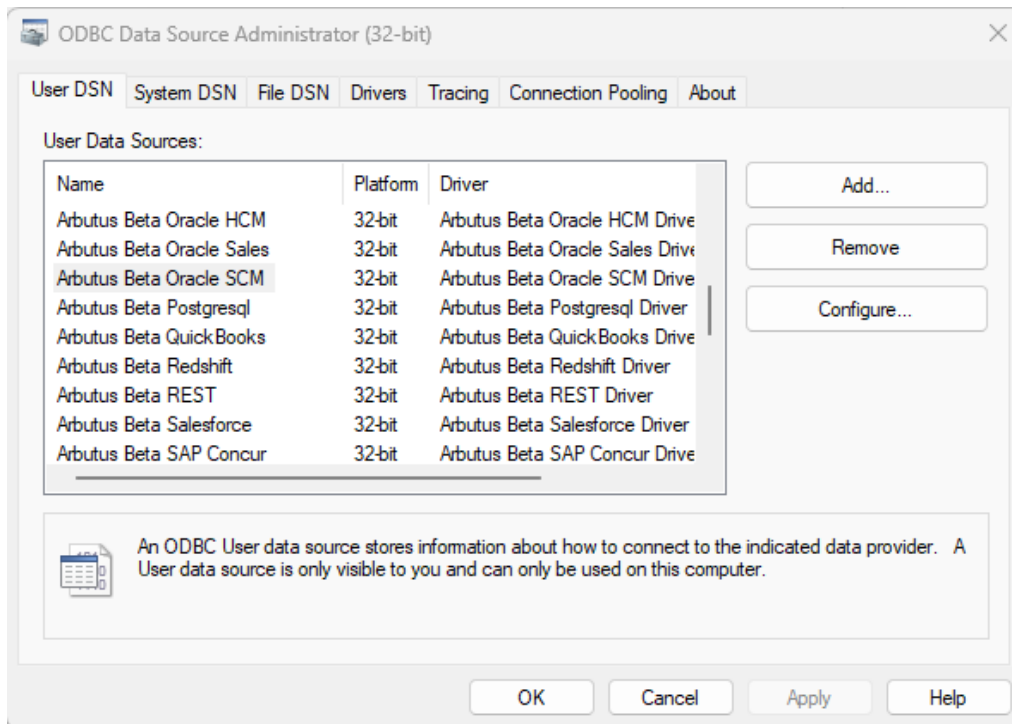 ODBC Data Source Administrator (32-bit)
User DSN System DSN File DSN Drivers Tracing Connection Pooling About
User Data Sources:
Name Platform Driver
Arbutus Beta Oracle HCM 32-bit Arbutus Beta Oracle HCM Drive
Arbutus Beta Oracle Sales 32-bit Arbutus Beta Oracle Sales Drive
Arbutus Beta Oracle SCM 32-bit Arbutus Beta Oracle SCM Drive
Arbutus Beta Postgresql 32-bit Arbutus Beta Postgresql Driver
Arbutus Beta QuickBooks 32-bit Arbutus Beta QuickBooks Drive
Arbutus Beta Redshift 32-bit Arbutus Beta Redshift Driver
Arbutus Beta REST 32-bit Arbutus Beta REST Driver
Arbutus Beta Salesforce 32-bit Arbutus Beta Salesforce Driver
Arbutus Beta SAP Concur 32-bit Arbutus Beta SAP Concur Drive
Add...
Remove
Configure...
An ODBC User data source stores information about how to connect to the indicated data provider. A
User data source is only visible to you and can only be used on this computer.
OK Cancel Apply Help